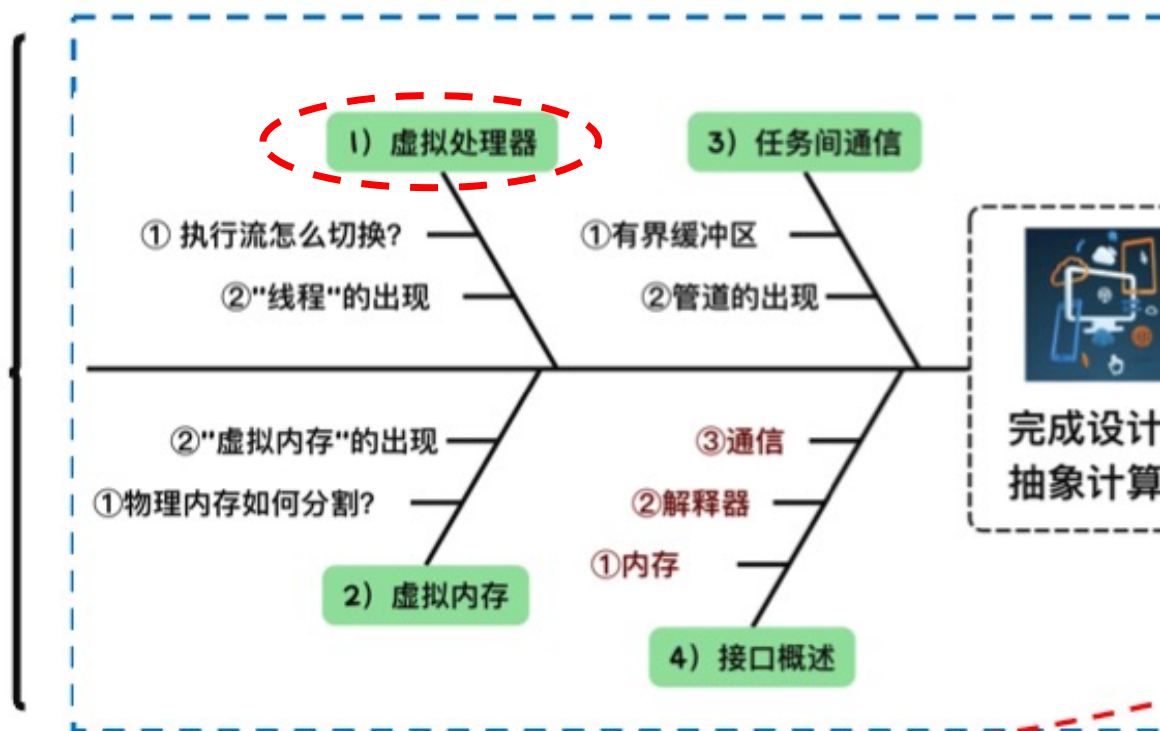 1）虚拟处理器
① 执行流怎么切换?
②"线程"的出现
3）任务间通信
①有界缓冲区
②管道的出现
②"虚拟内存"的出现
①物理内存如何分割?
2）虚拟内存
③通信
②解释器
①内存
4）接口概述
完成设计
抽象计算